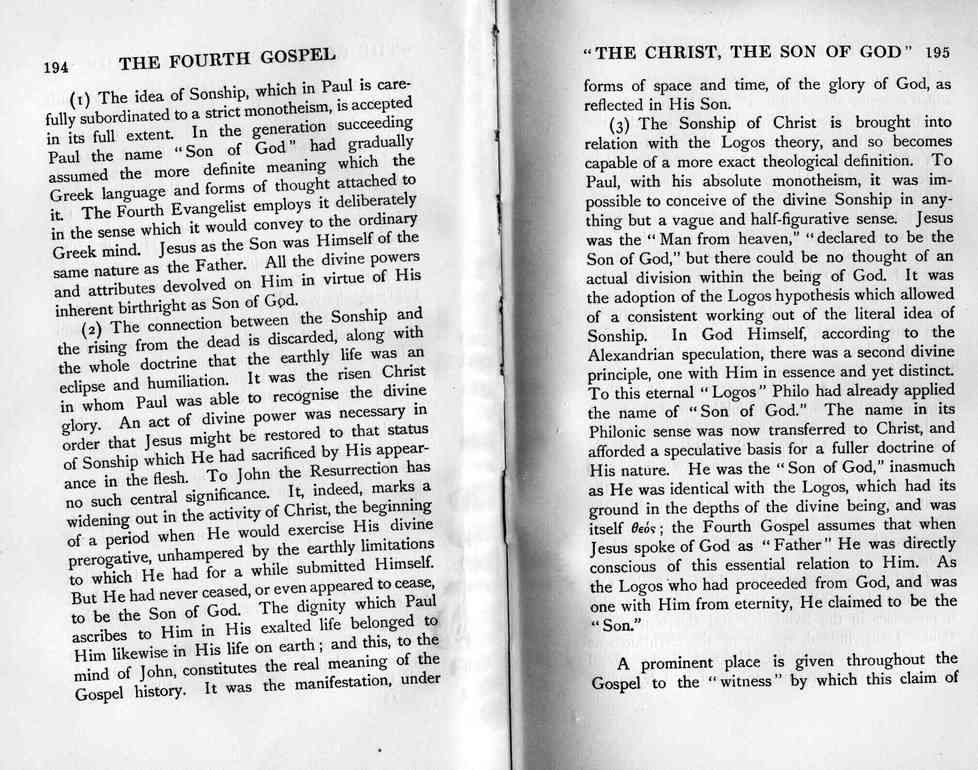 194 THE FOURTH GOSPEL
(1) The idea of Sonship, which in Paul is care-
fully subordinated to a strict monotheism, is accepted
in its full extent. In the generation succeeding
Paul the name "Son of God" had gradually
assumed the more definite meaning which the
Greek language and forms of thought attached to
it. The Fourth Evangelist employs it deliberately
in the sense which it would convey to the ordinary
Greek mind. Jesus as the Son was Himself of the
same nature as the Father. All the divine powers
and attributes devolved on Him in virtue of His
inherent birthright as Son of God.
(2) The connection between the Sonship and
the rising from the dead is discarded, along with
the whole doctrine that the earthly life was an
eclipse and humiliation. It was the risen Christ
in whom Paul was able to recognise the divine
glory. An act of divine power was necessary in
order that Jesus might be restored to that status
of Sonship which He had sacrificed by His appear-
ance in the flesh. To John the Resurrection has
no such central significance. It, indeed, marks a
widening out in the activity of Christ, the beginning
of a period when He would exercise His divine
prerogative, unhampered by the earthly limitations
to which He had for a while submitted Himself.
But He had never ceased, or even appeared to cease,
to be the Son of God. The dignity which Paul
ascribes to Him in His exalted life belonged to
Him likewise in His life on earth; and this, to the
mind of John, constitutes the real meaning of the
Gospel history. It was the manifestation, under
"THE CHRIST, THE SON OF GOD" 195
forms of space and time, of the glory of God, as
reflected in His Son.
(3) The Sonship of Christ is brought into
relation with the Logos theory, and so becomes
capable of a more exact theological definition. To
Paul, with his absolute monotheism, it was im-
possible to conceive of the divine Sonship in any-
thing but a vague and half-figurative sense. Jesus
was the "Man from heaven," "declared to be the
Son of God," but there could be no thought of an
actual division within the being of God. It was
the adoption of the Logos hypothesis which allowed
of a consistent working out of the literal idea of
Sonship. In God Himself, according to the
Alexandrian speculation, there was a second divine
principle, one with Him in essence and yet distinct.
To this eternal "Logos" Philo had already applied
the name of "Son of God." The name in its
Philonic sense was now transferred to Christ, and
afforded a speculative basis for a fuller doctrine of
His nature. He was the "Son of God," inasmuch
as He was identical with the Logos, which had its
ground in the depths of the divine being, and was
itself θεός; the Fourth Gospel assumes that when
Jesus spoke of God as "Father" He was directly
conscious of this essential relation to Him. As
the Logos who had proceeded from God, and was
one with Him from eternity, He claimed to be the
"Son."
A prominent place is given throughout the
Gospel to the "witness" by which this claim of